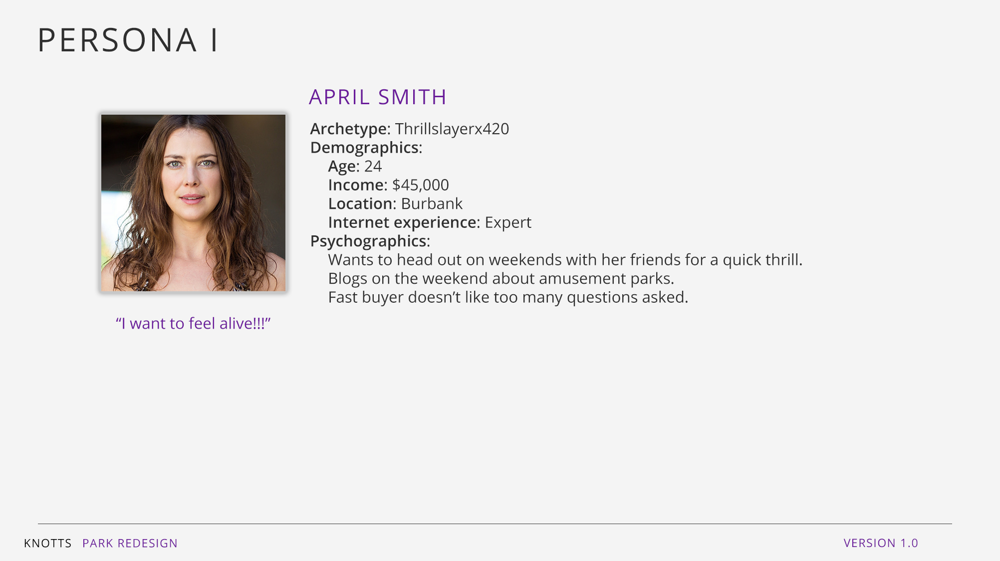 PERSONA I
APRIL SMITH
Archetype: Thrillslayerx420
Demographics:
Age: 24
Income: $45,000
Location: Burbank
Internet experience: Expert
Psychographics:
Wants to head out on weekends with her friends for a quick thrill.
Blogs on the weekend about amusement parks.
Fast buyer doesn’t like too many questions asked.
“I want to feel alive!!!”
KNOTTS PARK REDESIGN
VERSION 1.0